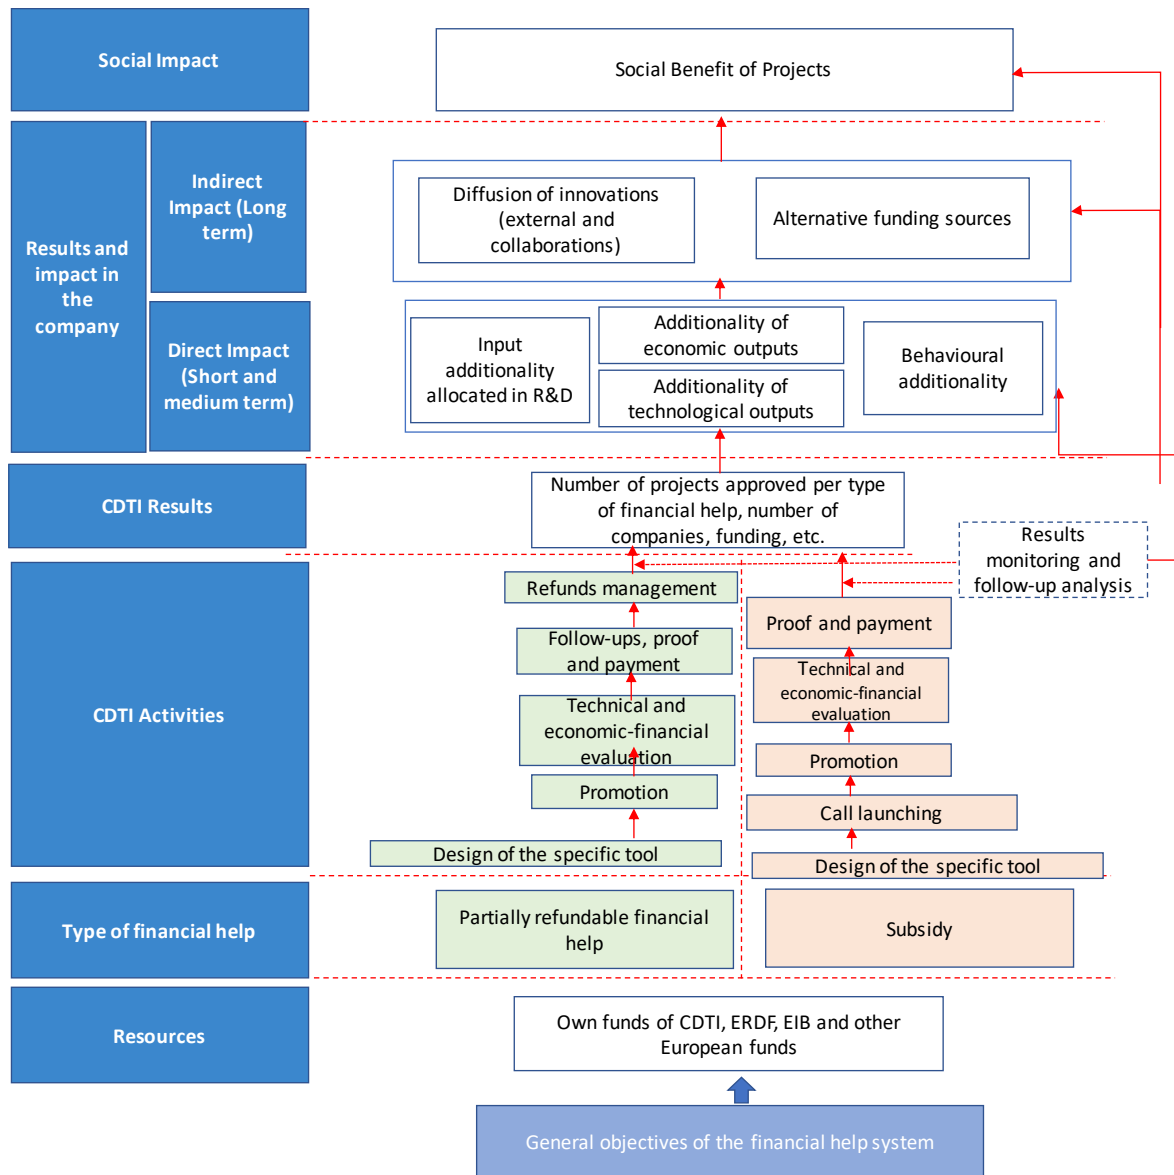 Social Impact
Social Benefit of Projects
Results and
impact in
the
company
Indirect
Impact (Long
term)
Diffusion of innovations
(external and
collaborations)
Alternative funding sources
Direct Impact
(Short and
medium term)
Input
additionality
allocated in R&D
Additionality of
economic outputs
Additionality of
technological outputs
Behavioural
additionality
CDTI Results
Number of projects approved per type
of financial help, number of
companies, funding, etc.
Results
monitoring and
follow-up analysis
CDTI Activities
Refunds management
Follow-ups, proof
and payment
Technical and
economic-financial
evaluation
Promotion
Design of the specific tool
Proof and payment
Technical and
economic-financial
evaluation
Promotion
Call launching
Design of the specific tool
Type of financial help
Partially refundable financial
help
Subsidy
Resources
Own funds of CDTI, ERDF, EIB and other
European funds
General objectives of the financial help system